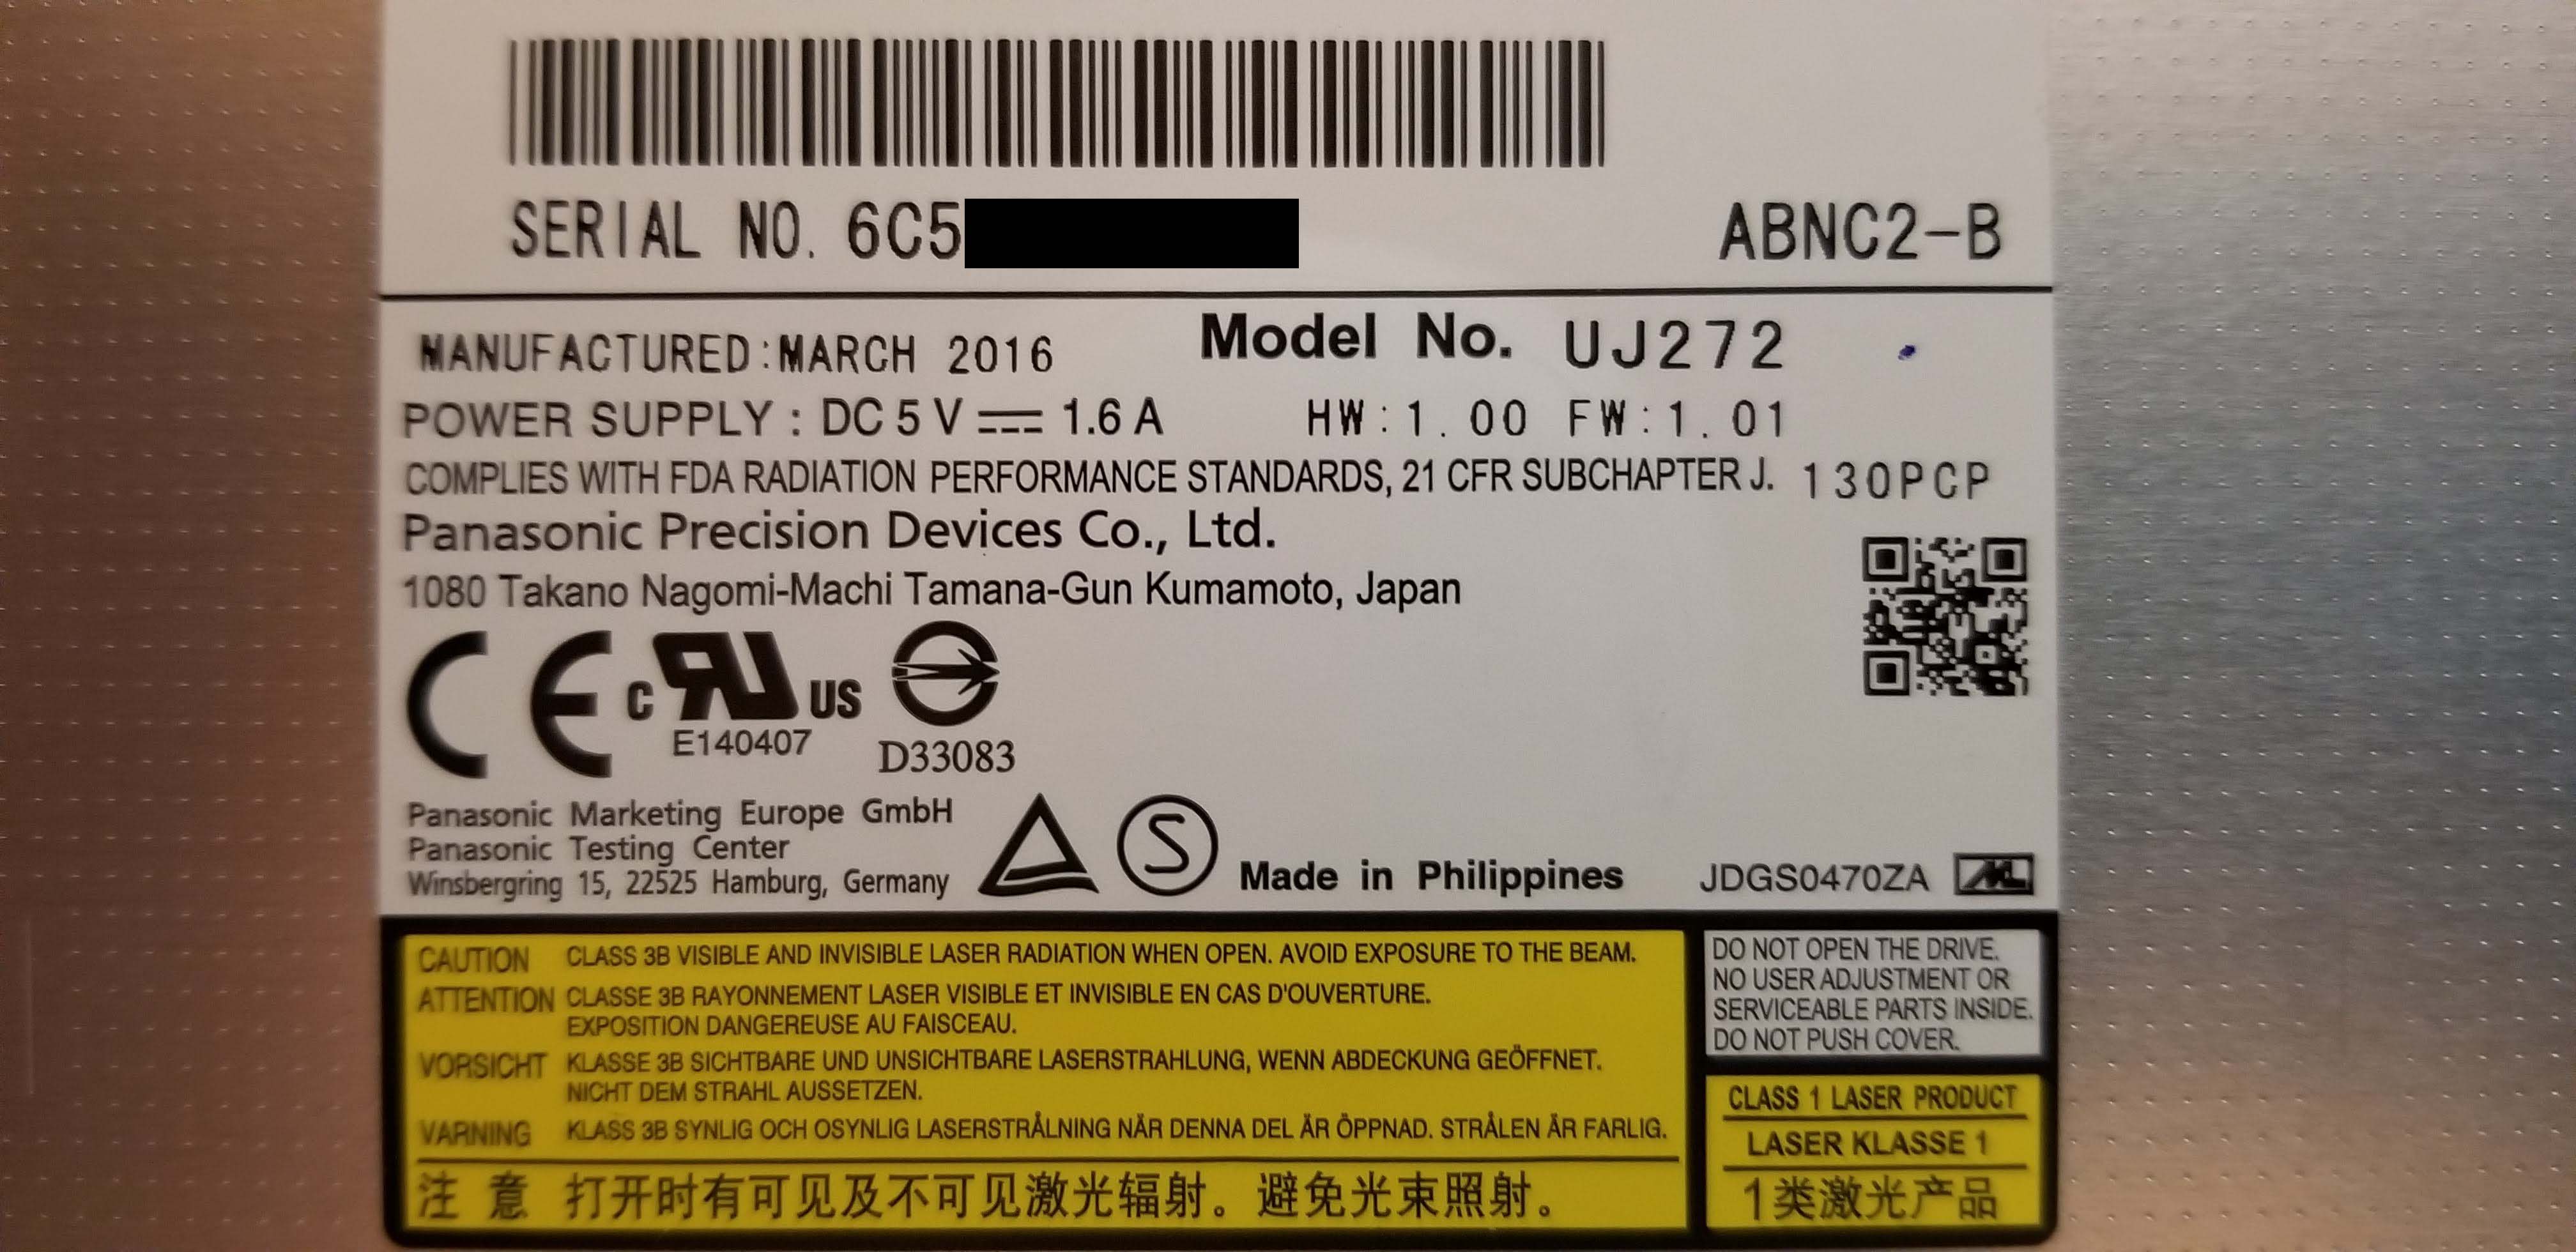 SERIAL NO. 6C5
ABNC2-B
MANUFACTURED:MARCH 2016
Model No. UJ272
POWER SUPPLY : DC 5 V ⎓ 1.6 A
HW:1.00 FW:1.01
COMPLIES WITH FDA RADIATION PERFORMANCE STANDARDS, 21 CFR SUBCHAPTER J. 130PCP
Panasonic Precision Devices Co., Ltd.
1080 Takano Nagomi-Machi Tamana-Gun Kumamoto, Japan
CE c RU US
E140407
D33083
Panasonic Marketing Europe GmbH
Panasonic Testing Center
Winsbergring 15, 22525 Hamburg, Germany
S
Made in Philippines
JDGS0470ZA
CAUTION CLASS 3B VISIBLE AND INVISIBLE LASER RADIATION WHEN OPEN. AVOID EXPOSURE TO THE BEAM.
ATTENTION CLASSE 3B RAYONNEMENT LASER VISIBLE ET INVISIBLE EN CAS D'OUVERTURE.
EXPOSITION DANGEREUSE AU FAISCEAU.
VORSICHT KLASSE 3B SICHTBARE UND UNSICHTBARE LASERSTRAHLUNG, WENN ABDECKUNG GEÖFFNET.
NICHT DEM STRAHL AUSSETZEN.
VARNING KLASS 3B SYNLIG OCH OSYNLIG LASERSTRÅLNING NÄR DENNA DEL ÄR ÖPPNAD. STRÅLEN ÄR FARLIG.
注 意 打开时有可见及不可见激光辐射。避免光束照射。
DO NOT OPEN THE DRIVE.
NO USER ADJUSTMENT OR
SERVICEABLE PARTS INSIDE.
DO NOT PUSH COVER.
CLASS 1 LASER PRODUCT
LASER KLASSE 1
1类激光产品